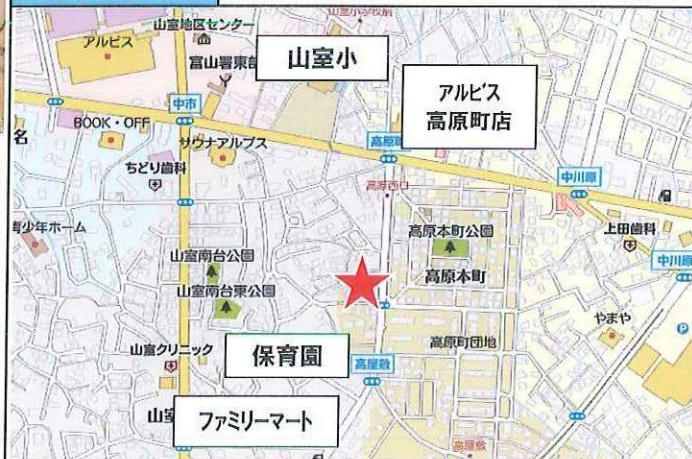 山室地区センター
アルビス
富山署東部
山室小
アルビス
高原町店
中市
BOOK・OFF
サウナアルプス
名
ちどり歯科
高原町
高原西口
中川原
青少年ホーム
高原本町公園
上田歯科
山室南台公園
高原本町
中川原
山室南台東公園
やまや
P
高原町団地
山室クリニック
保育園
高屋敷
山室
ファミリーマート
高屋敷